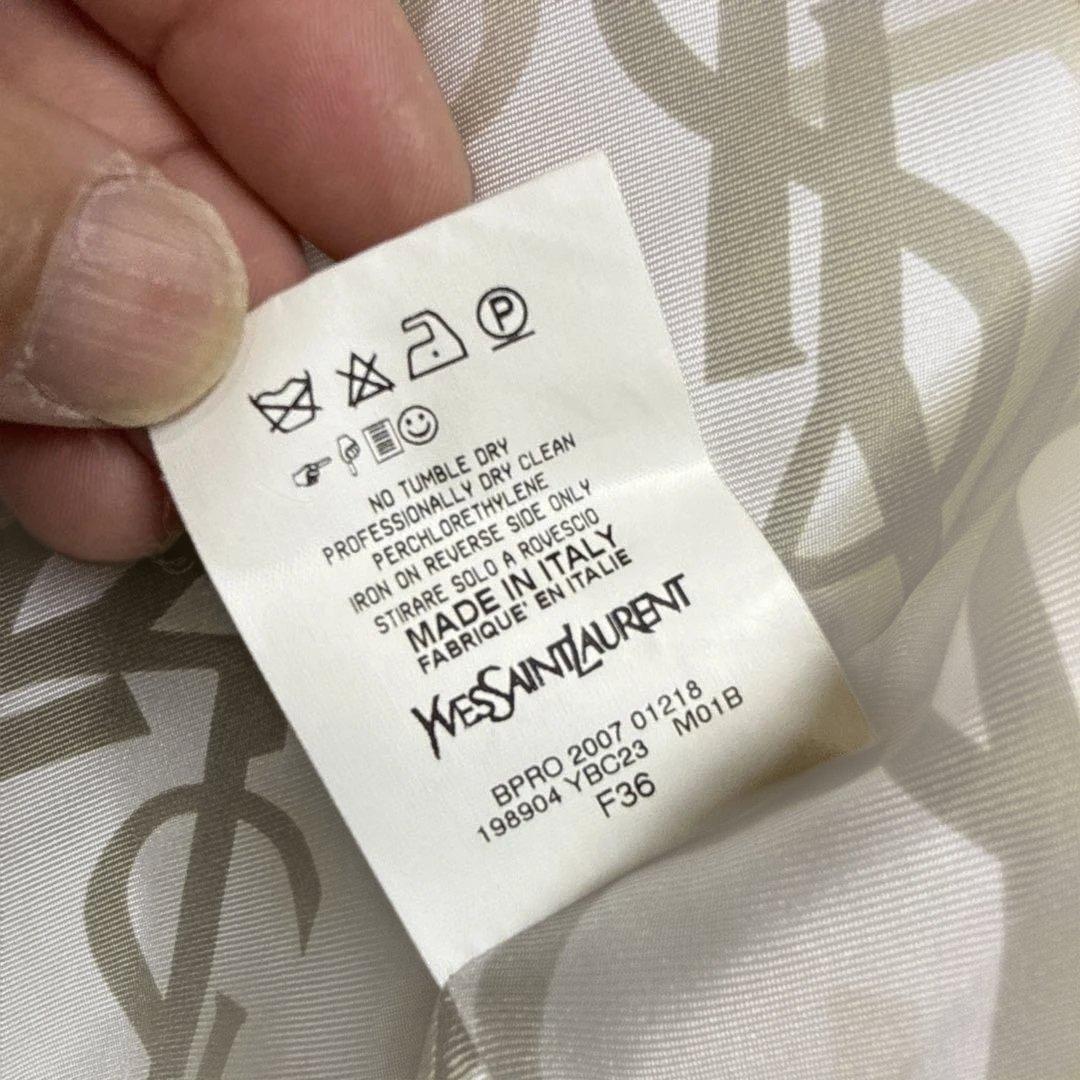 P
NO TUMBLE DRY
PROFESSIONALLY DRY CLEAN
PERCHLORETHYLENE
IRON ON REVERSE SIDE ONLY
STIRARE SOLO A ROVESCIO
MADE IN ITALY
FABRIQUE' EN ITALIE
YVESSAINTLAURENT
BPRO 2007 01218
198904 YBC23 M01B
F36